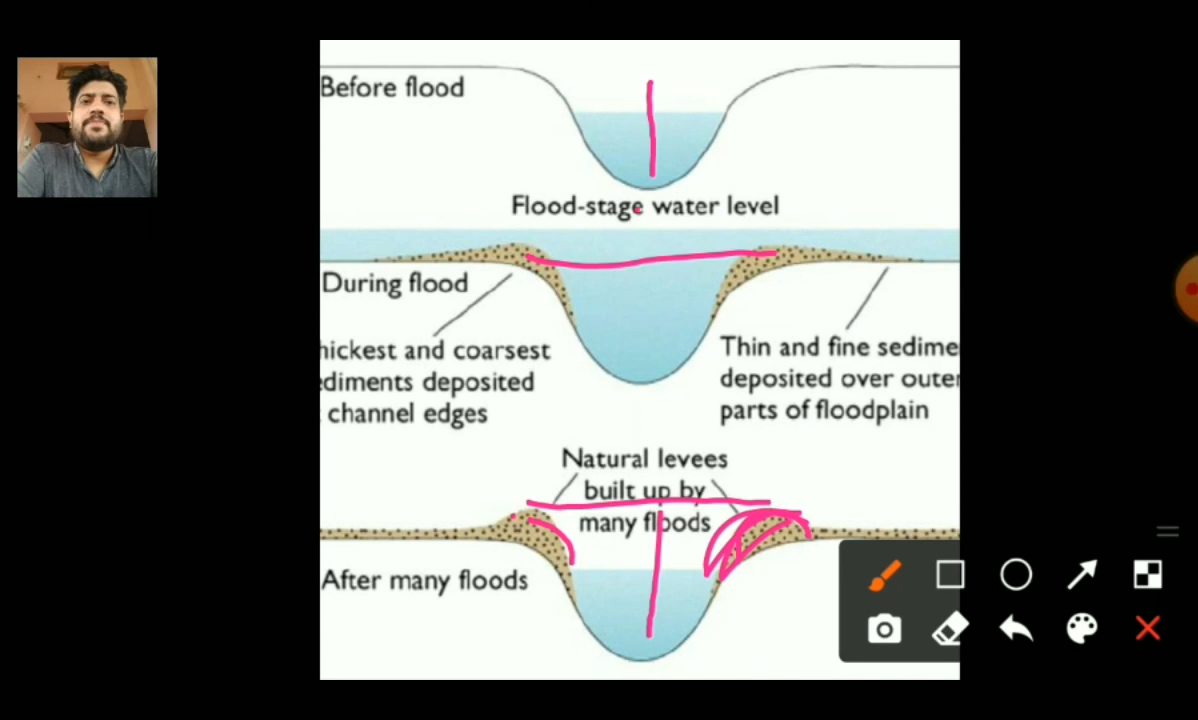 Before flood
Flood-stage water level
During flood
hickest and coarsest
ediments deposited
channel edges
Thin and fine sedime
deposited over outer
parts of floodplain
Natural levees
built up by
many floods
After many floods